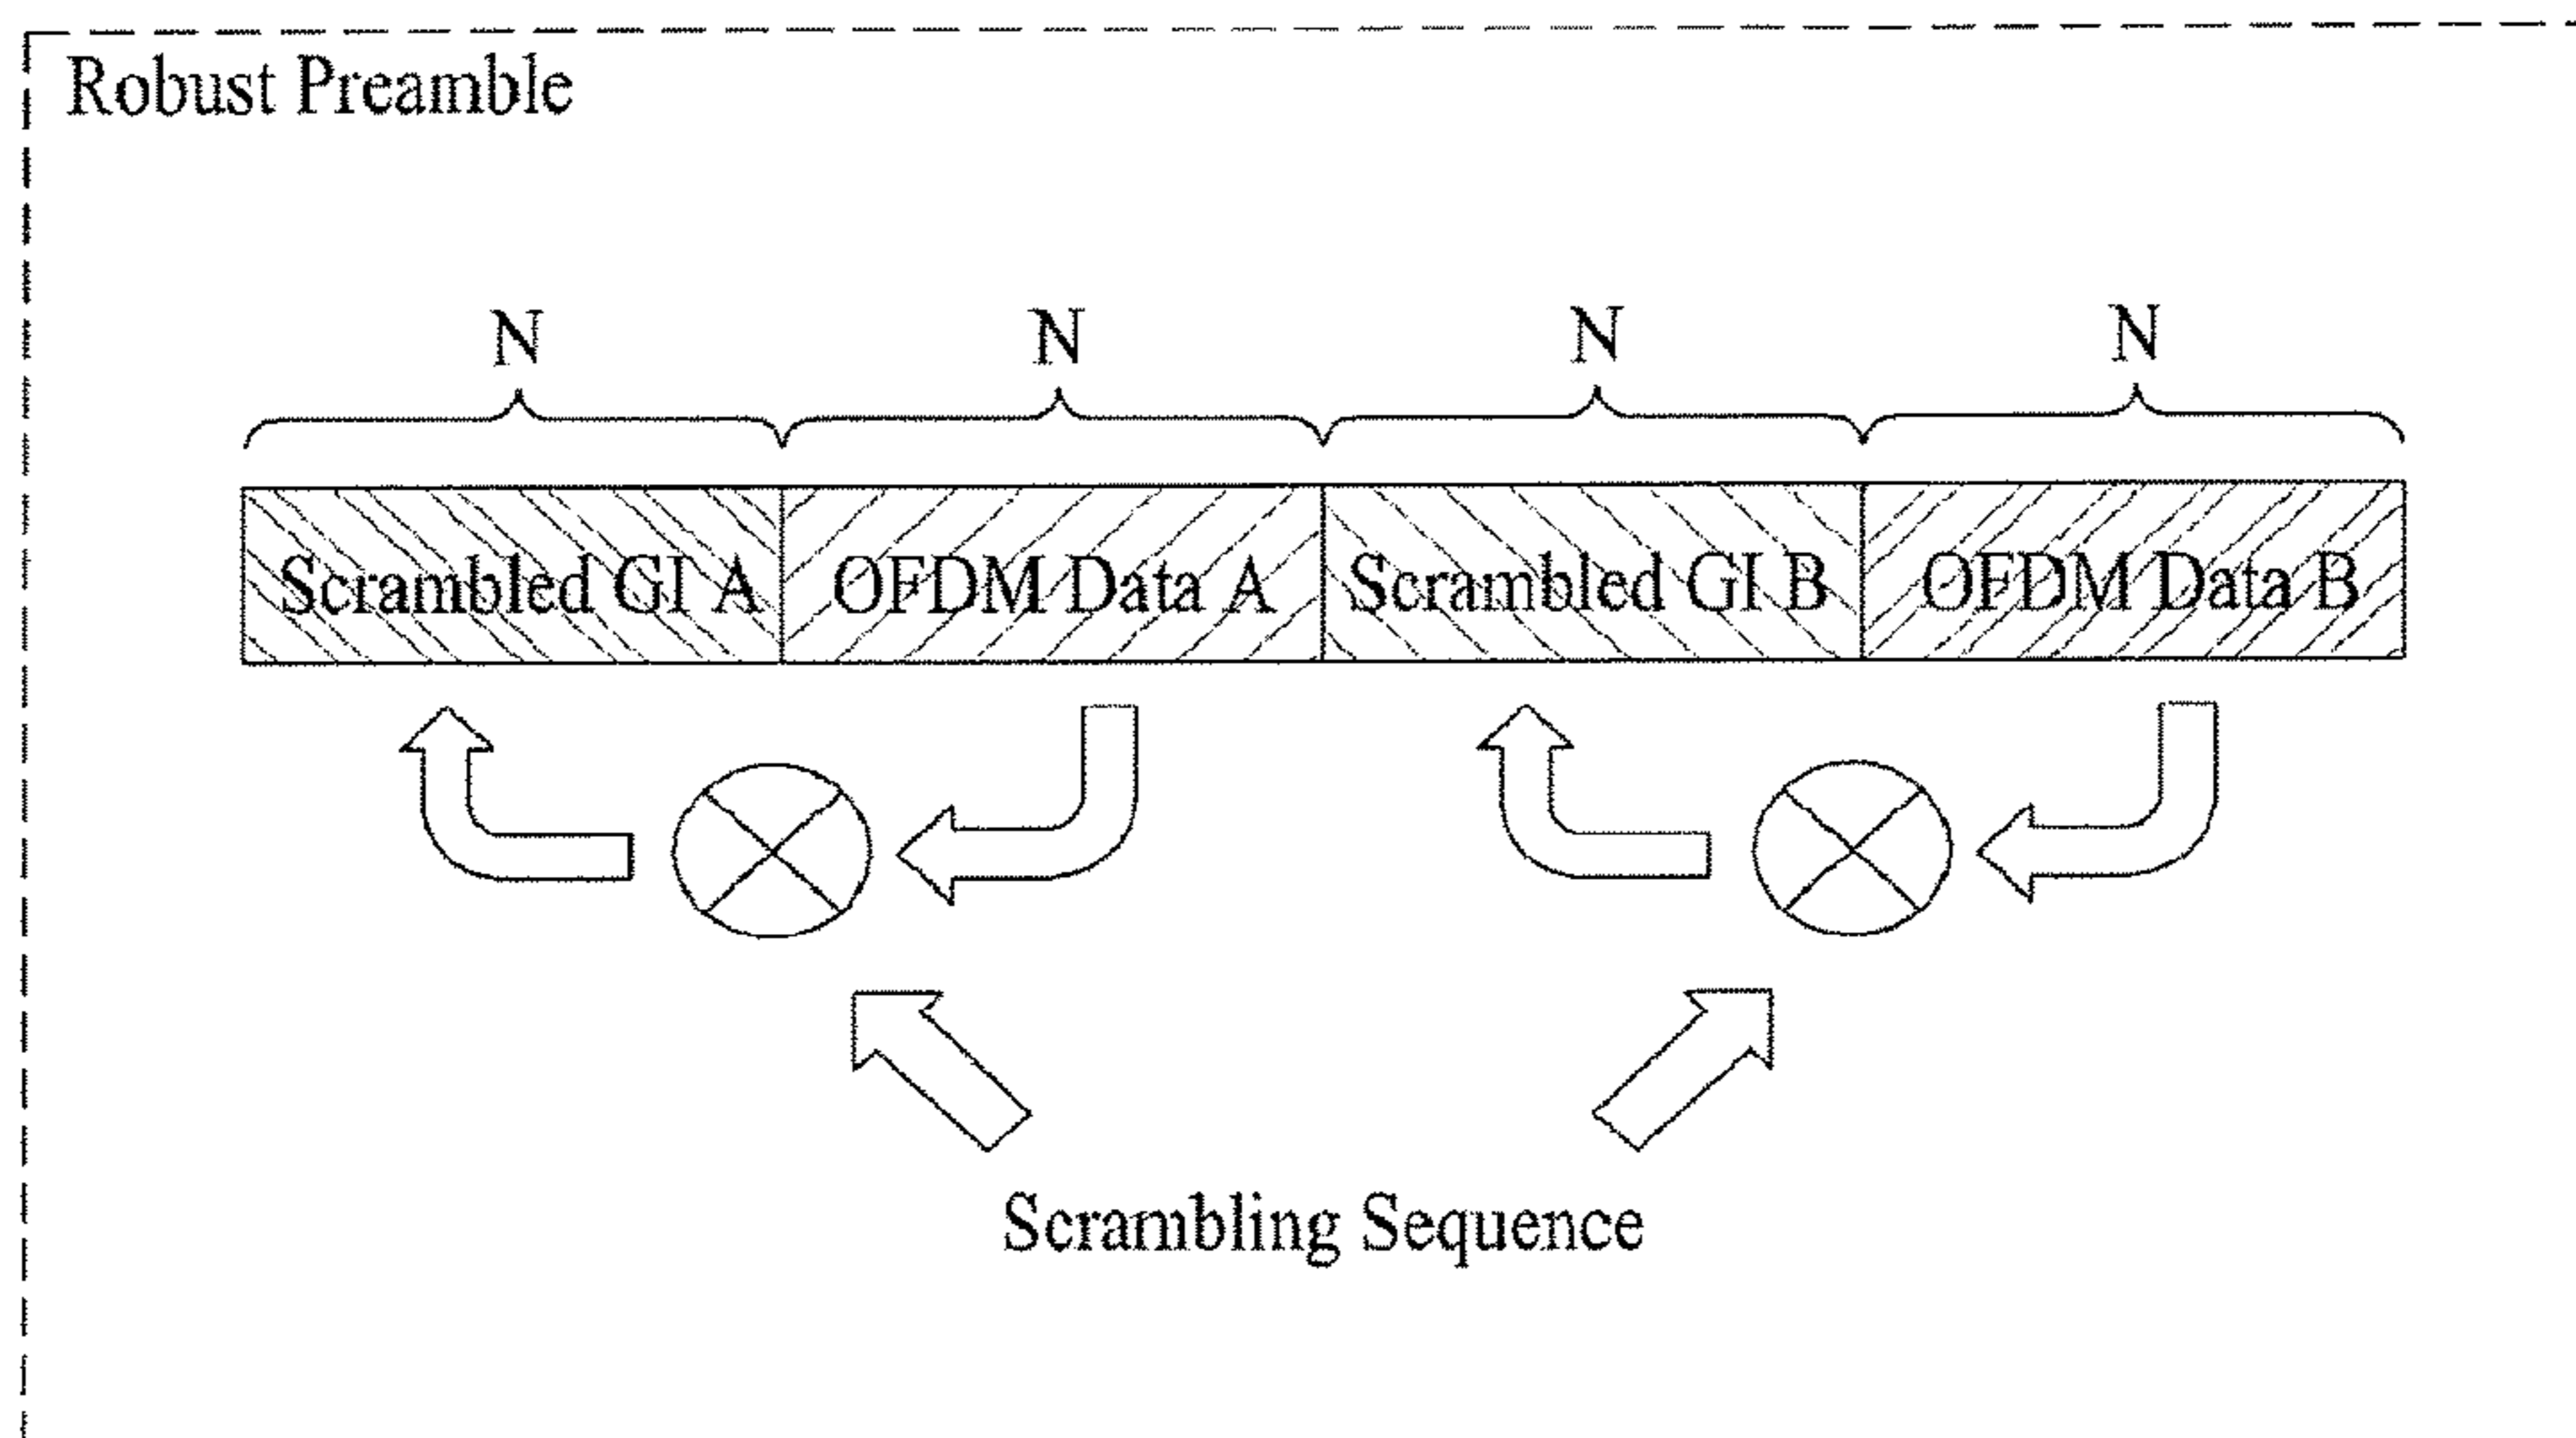 Robust Preamble
N N N N
Scrambled GI A OFDM Data A Scrambled GI B OFDM Data B
Scrambling Sequence